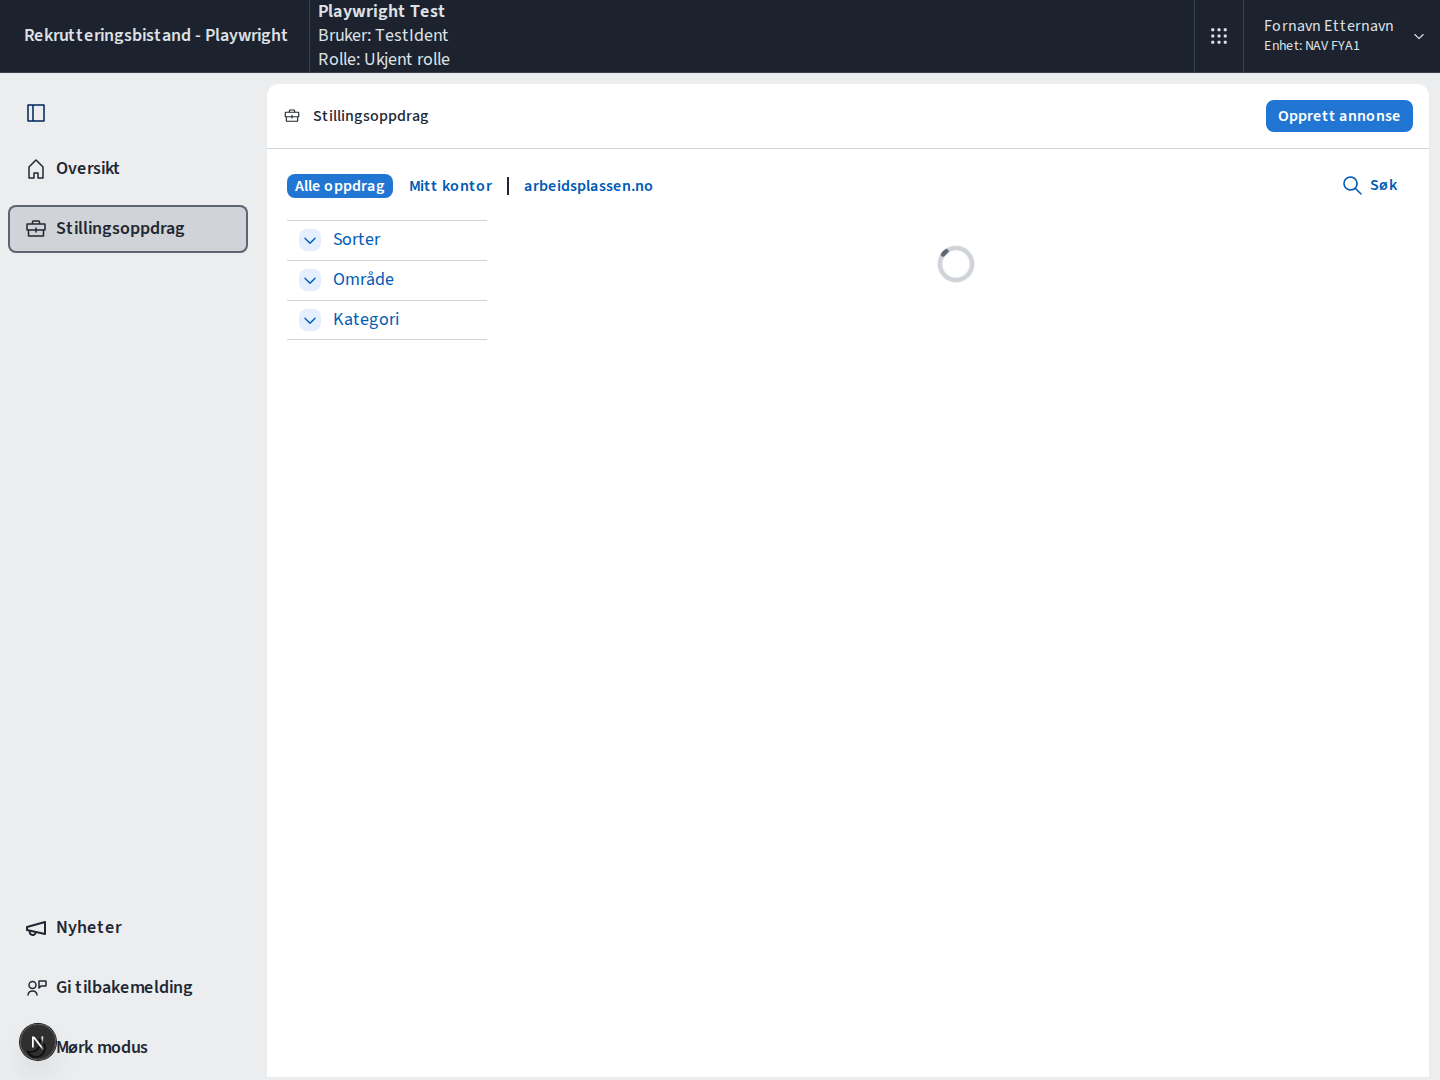 Rekrutteringsbistand - Playwright
Playwright Test
Bruker: TestIdent
Rolle: Ukjent rolle
Fornavn Etternavn
Enhet: NAV FYA1
Oversikt
Stillingsoppdrag
Stillingsoppdrag
Opprett annonse
Alle oppdrag
Mitt kontor
arbeidsplassen.no
Søk
Sorter
Område
Kategori
Nyheter
Gi tilbakemelding
N
Mørk modus